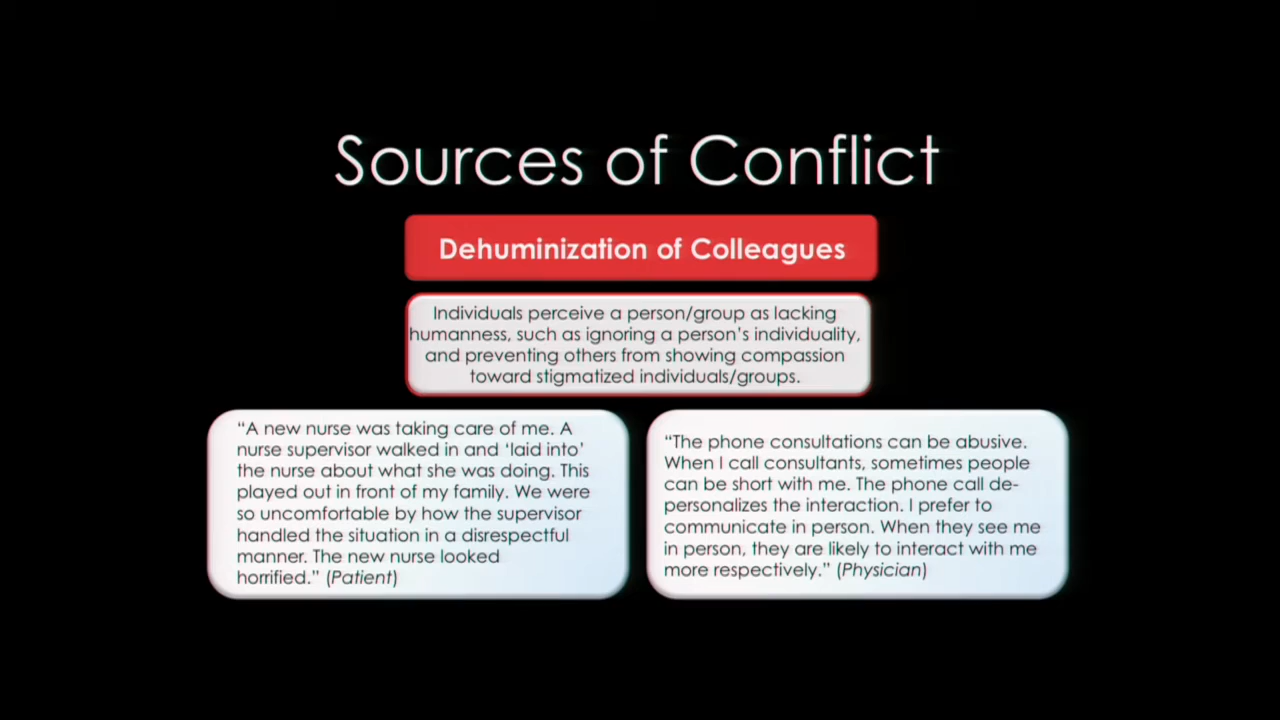 Sources of Conflict
Dehuminization of Colleagues
Individuals perceive a person/group as lacking
humanness, such as ignoring a person's individuality,
and preventing others from showing compassion
toward stigmatized individuals/groups.
“A new nurse was taking care of me. A
nurse supervisor walked in and ‘laid into’
the nurse about what she was doing. This
played out in front of my family. We were
so uncomfortable by how the supervisor
handled the situation in a disrespectful
manner. The new nurse looked
horrified.” (Patient)
“The phone consultations can be abusive.
When I call consultants, sometimes people
can be short with me. The phone call de-
personalizes the interaction. I prefer to
communicate in person. When they see me
in person, they are likely to interact with me
more respectively.” (Physician)